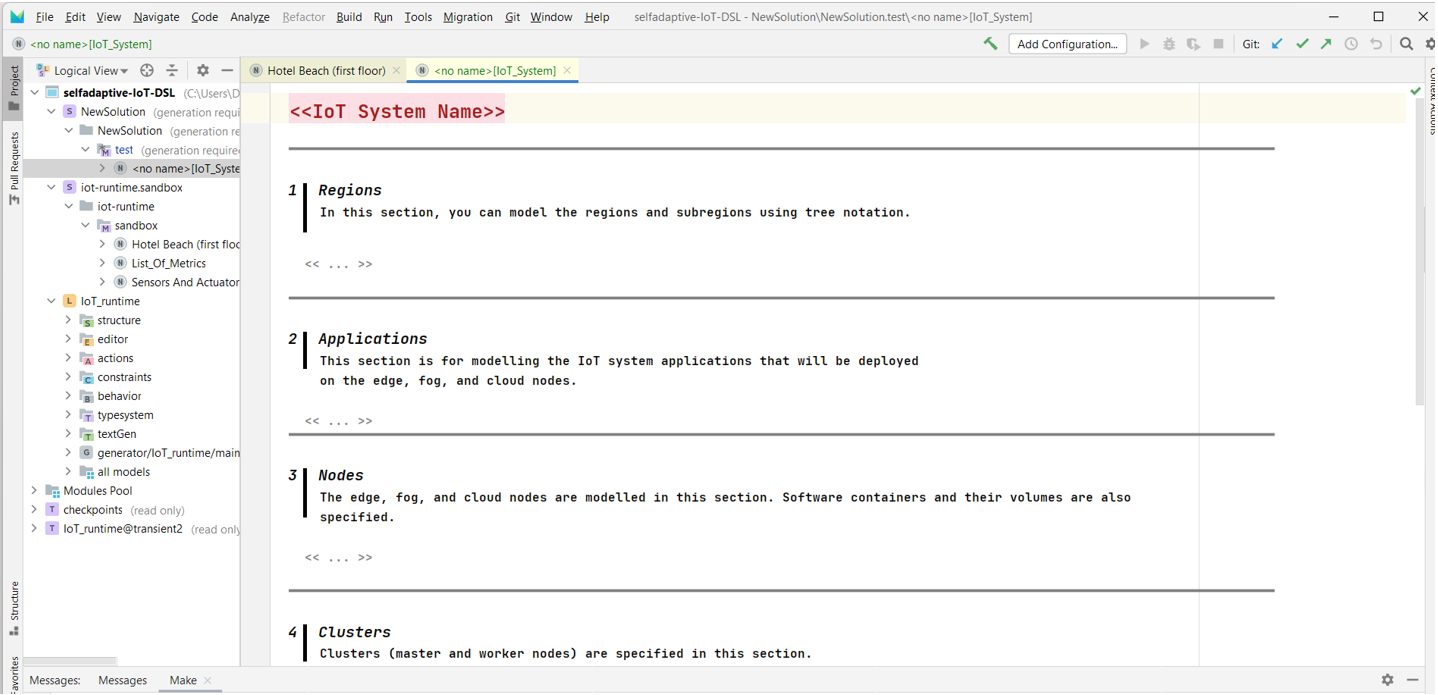 File Edit View Navigate Code Analyze Refactor Build Run Tools Migration Git Window Help selfadaptive-IoT-DSL - NewSolution\NewSolution.test\<no name>[IoT_System]
N <no name>[IoT_System] Add Configuration... Git:
Project
Pull Requests
Structure
Favorites
Logical View
selfadaptive-IoT-DSL (C:\Users\D
S NewSolution (generation requi
NewSolution (generation re
M test (generation require
N <no name>[IoT_Syste
S iot-runtime.sandbox
iot-runtime
M sandbox
N Hotel Beach (first floo
N List_Of_Metrics
N Sensors And Actuator
L IoT_runtime
S structure
E editor
A actions
C constraints
B behavior
T typesystem
T textGen
G generator/IoT_runtime/main
all models
Modules Pool
T checkpoints (read only)
T IoT_runtime@transient2 (read only
N Hotel Beach (first floor) N <no name>[IoT_System]
<<IoT System Name>>
1 Regions
In this section, you can model the regions and subregions using tree notation.
<< ... >>
2 Applications
This section is for modelling the IoT system applications that will be deployed
on the edge, fog, and cloud nodes.
<< ... >>
3 Nodes
The edge, fog, and cloud nodes are modelled in this section. Software containers and their volumes are also
specified.
<< ... >>
4 Clusters
Clusters (master and worker nodes) are specified in this section.
Context Actions
Messages: Messages Make